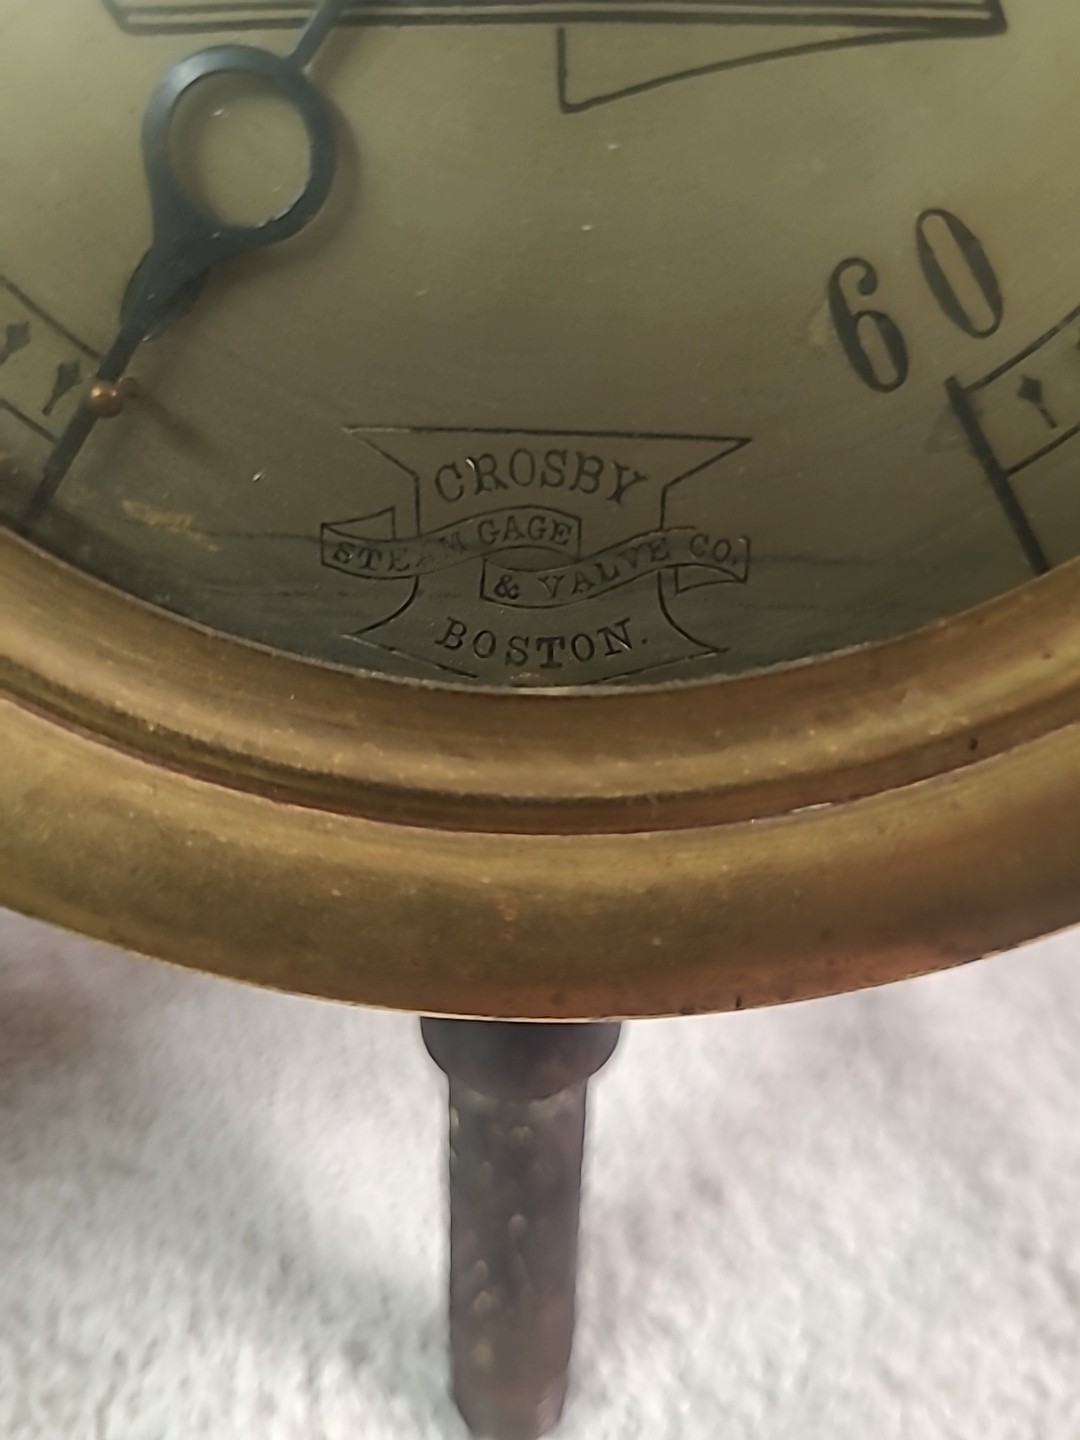 60
CROSBY
STEAM GAGE
& VALVE CO.
BOSTON.